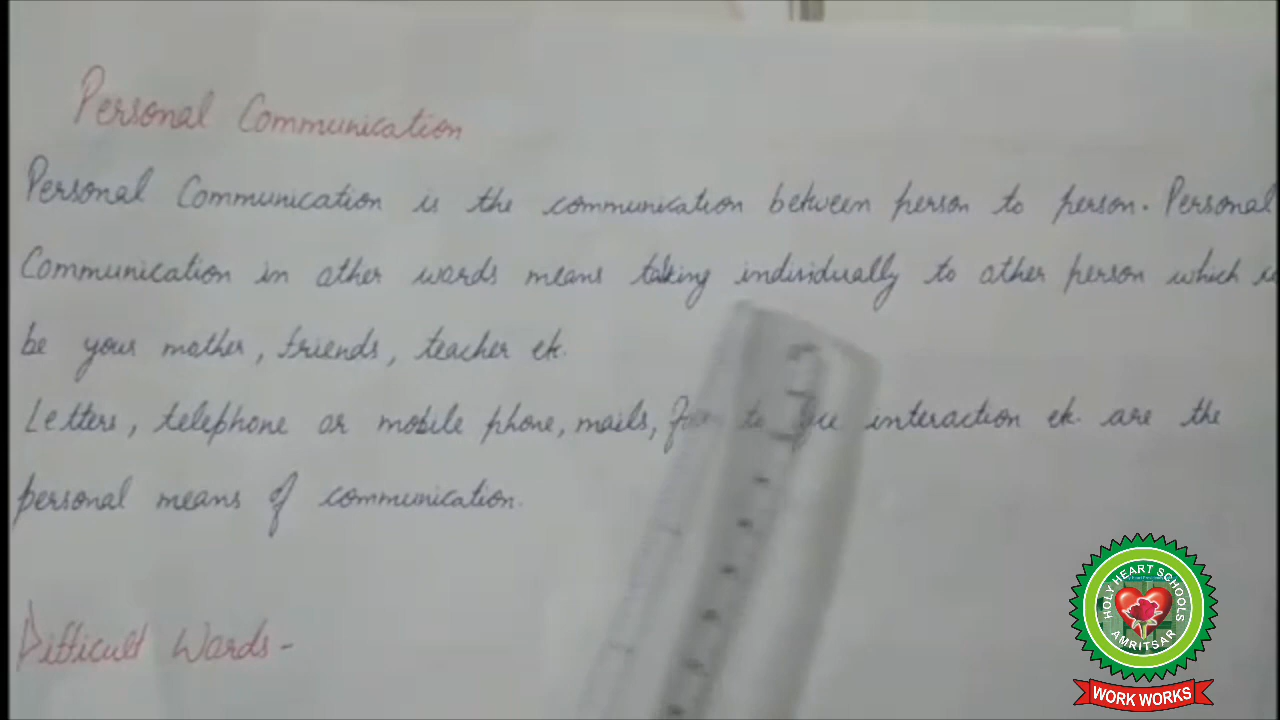 Personal Communication
Personal Communication is the communication between person to person. Personal
Communication in other words means talking individually to other person which
be your mother, friends, teacher etc.
Letters, telephone or mobile phone, mails, to interaction etc. are the
personal means of communication.
Difficult Words-
HOLY HEART SCHOOLS
AMRITSAR
WORK WORKS